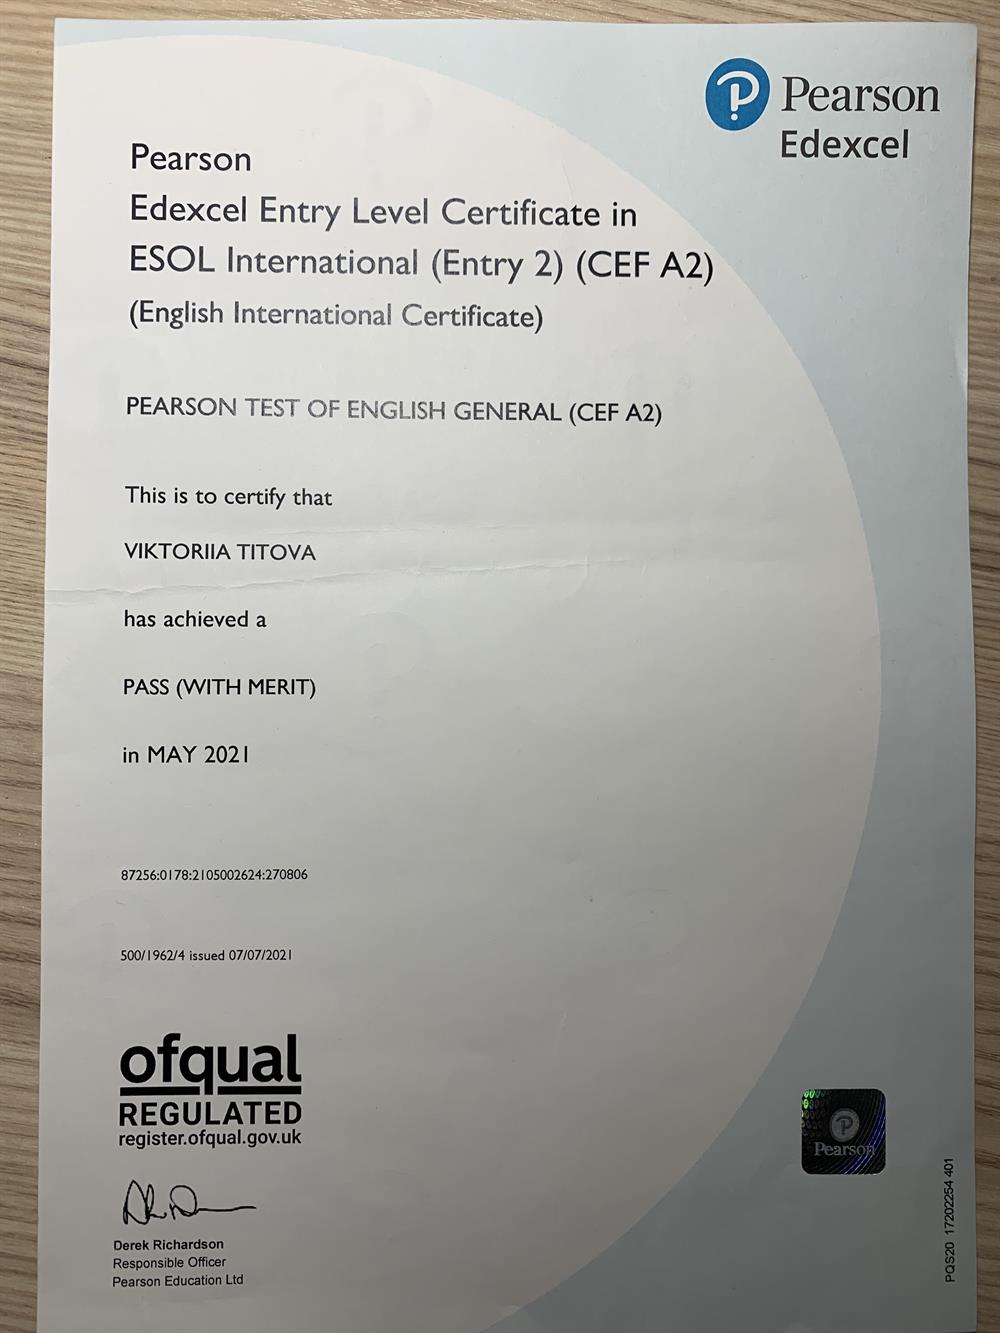 Pearson
Edexcel
Pearson
Edexcel Entry Level Certificate in
ESOL International (Entry 2) (CEF A2)
(English International Certificate)
PEARSON TEST OF ENGLISH GENERAL (CEF A2)
This is to certify that
VIKTORIIA TITOVA
has achieved a
PASS (WITH MERIT)
in MAY 2021
87256:0178:2105002624:270806
500/1962/4 issued 07/07/2021
ofqual
REGULATED
register.ofqual.gov.uk
Derek Richardson
Responsible Officer
Pearson Education Ltd
Pearson
PQS20 17202254 401